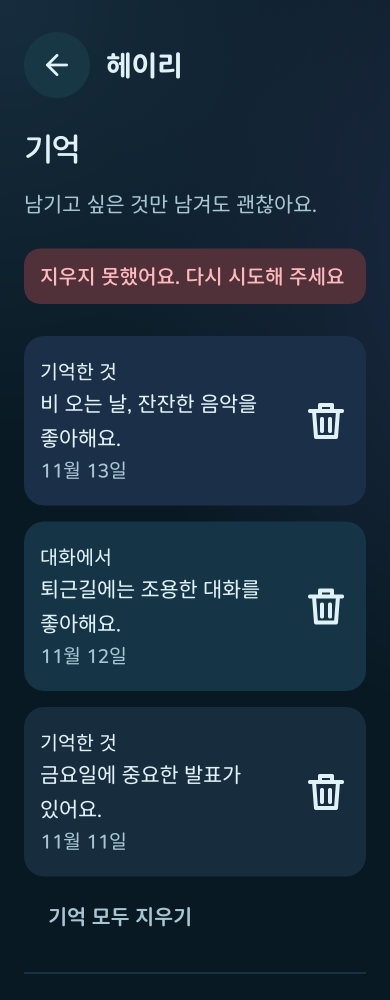 헤이리
기억
남기고 싶은 것만 남겨도 괜찮아요.
지우지 못했어요. 다시 시도해 주세요
기억한 것
비 오는 날, 잔잔한 음악을
좋아해요.
11월 13일
대화에서
퇴근길에는 조용한 대화를
좋아해요.
11월 12일
기억한 것
금요일에 중요한 발표가
있어요.
11월 11일
기억 모두 지우기